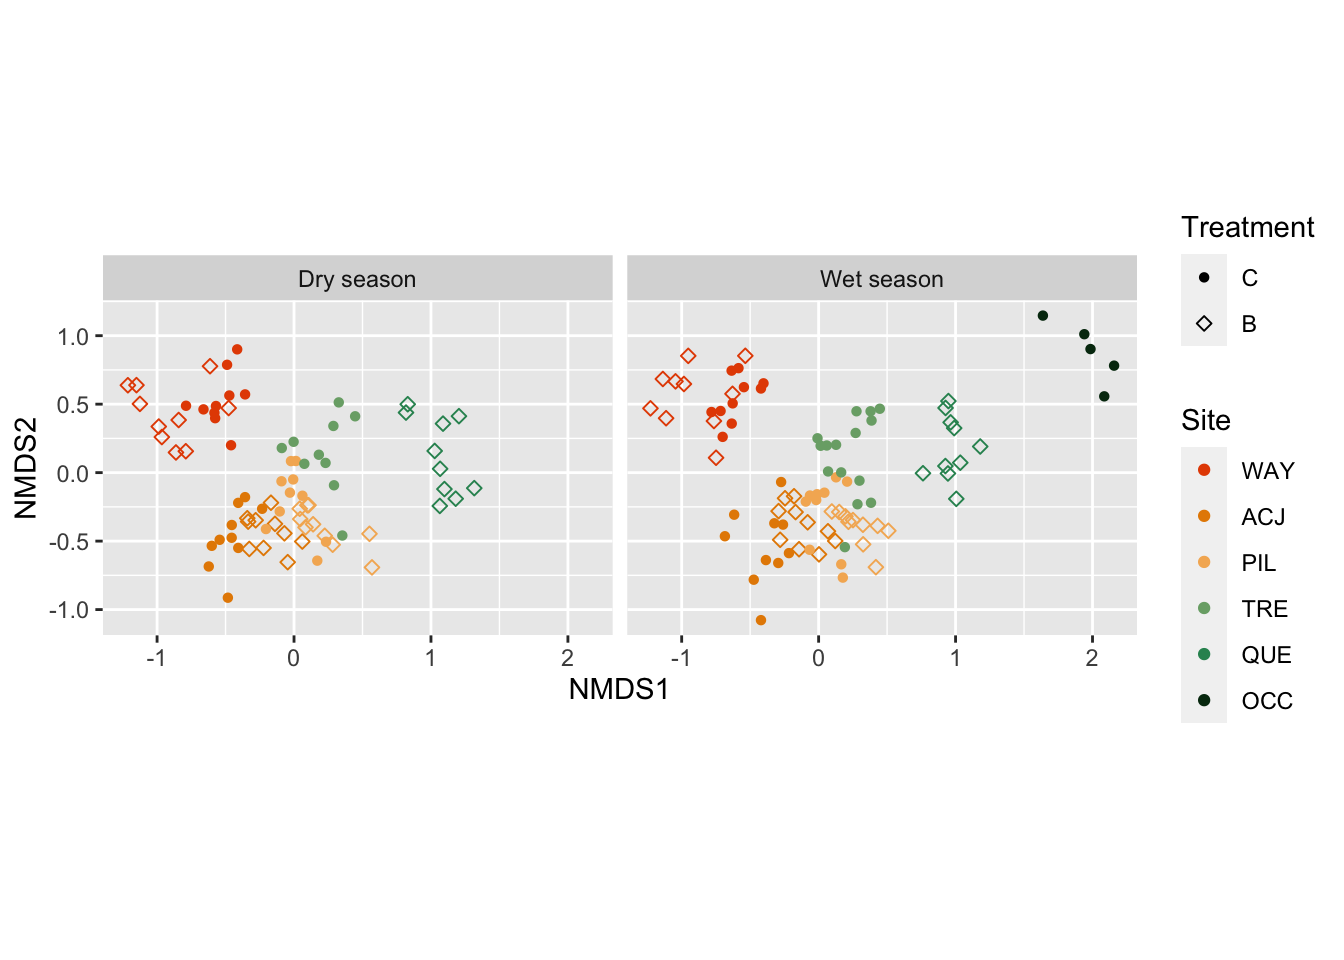 Dry season
Wet season
NMDS2
1.0
0.5
0.0
-0.5
-1.0
-1
0
1
2
-1
0
1
2
NMDS1
Treatment
C
B
Site
WAY
ACJ
PIL
TRE
QUE
OCC